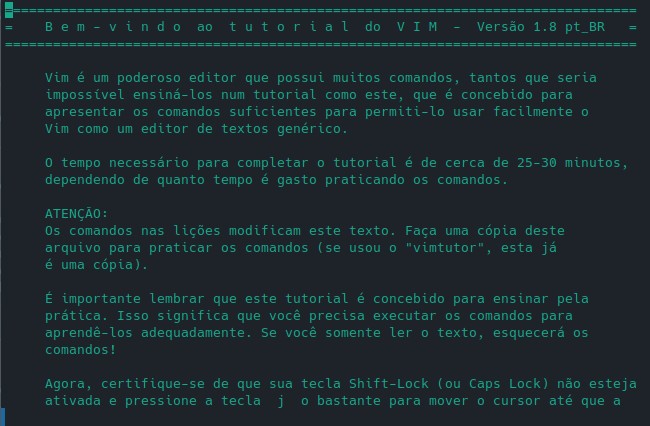 ===============================================================================
=    B e m - v i n d o  ao  t u t o r i a l  do  V I M  -  Versão 1.8 pt_BR   =
===============================================================================
Vim é um poderoso editor que possui muitos comandos, tantos que seria
impossível ensiná-los num tutorial como este, que é concebido para
apresentar os comandos suficientes para permiti-lo usar facilmente o
Vim como um editor de textos genérico.
O tempo necessário para completar o tutorial é de cerca de 25-30 minutos,
dependendo de quanto tempo é gasto praticando os comandos.
ATENÇÃO:
Os comandos nas lições modificam este texto. Faça uma cópia deste
arquivo para praticar os comandos (se usou o "vimtutor", esta já
é uma cópia).
É importante lembrar que este tutorial é concebido para ensinar pela
prática. Isso significa que você precisa executar os comandos para
aprendê-los adequadamente. Se você somente ler o texto, esquecerá os
comandos!
Agora, certifique-se de que sua tecla Shift-Lock (ou Caps Lock) não esteja
ativada e pressione a tecla  j  o bastante para mover o cursor até que a